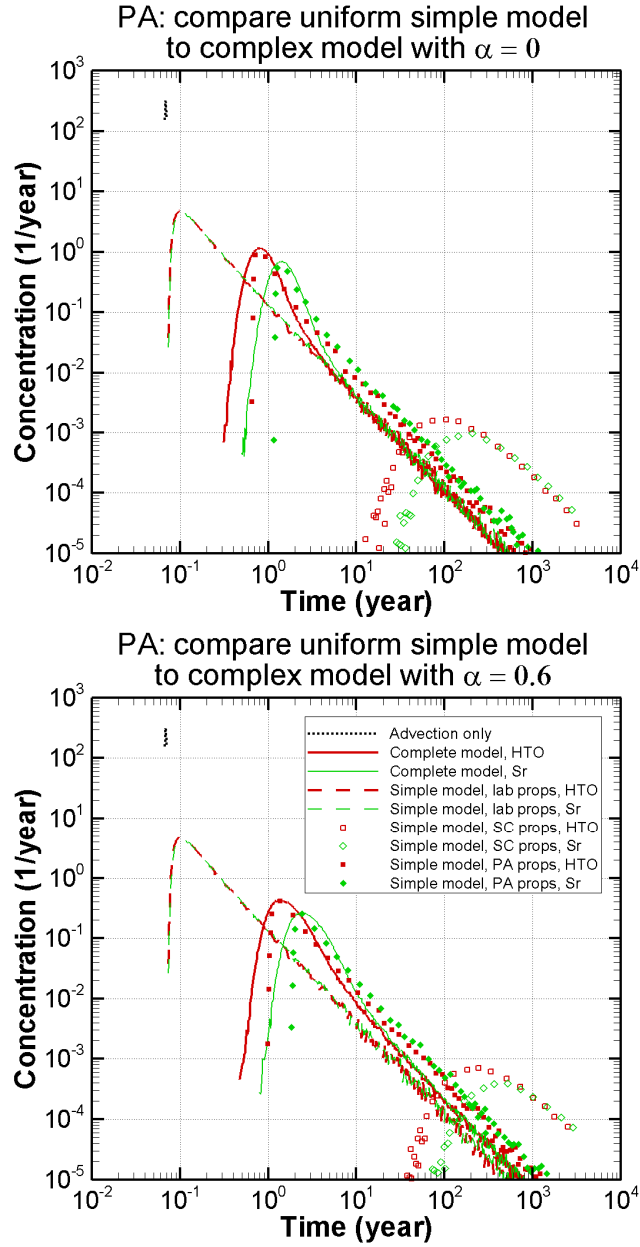 PA: compare uniform simple model
to complex model with α = 0
Concentration (1/year)
10³
10²
10¹
10⁰
10⁻¹
10⁻²
10⁻³
10⁻⁴
10⁻⁵
10⁻² 10⁻¹ 10⁰ 10¹ 10² 10³ 10⁴
Time (year)
PA: compare uniform simple model
to complex model with α = 0.6
Concentration (1/year)
10³
10²
10¹
10⁰
10⁻¹
10⁻²
10⁻³
10⁻⁴
10⁻⁵
Advection only
Complete model, HTO
Complete model, Sr
Simple model, lab props, HTO
Simple model, lab props, Sr
Simple model, SC props, HTO
Simple model, SC props, Sr
Simple model, PA props, HTO
Simple model, PA props, Sr
10⁻² 10⁻¹ 10⁰ 10¹ 10² 10³ 10⁴
Time (year)